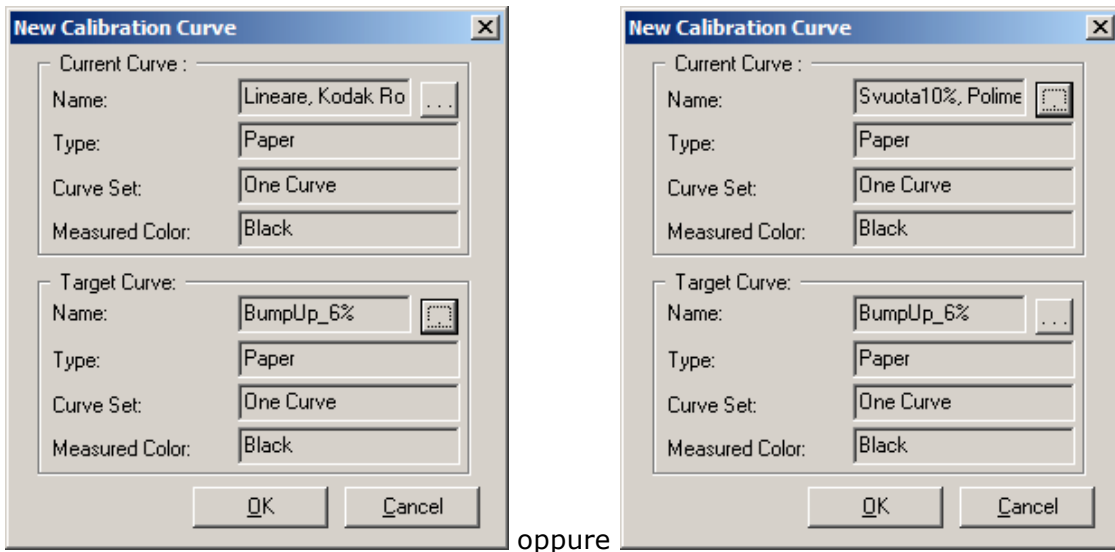 New Calibration Curve
Current Curve :
Name: Lineare, Kodak Ro ...
Type: Paper
Curve Set: One Curve
Measured Color: Black
Target Curve:
Name: BumpUp_6% ...
Type: Paper
Curve Set: One Curve
Measured Color: Black
OK Cancel
oppure
New Calibration Curve
Current Curve :
Name: Svuota10%, Polime ...
Type: Paper
Curve Set: One Curve
Measured Color: Black
Target Curve:
Name: BumpUp_6% ...
Type: Paper
Curve Set: One Curve
Measured Color: Black
OK Cancel